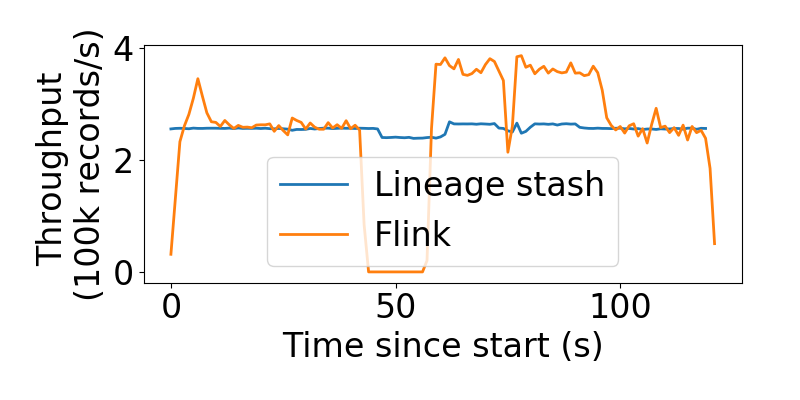 Throughput
(100k records/s)
4
2
0
Lineage stash
Flink
0 50 100
Time since start (s)